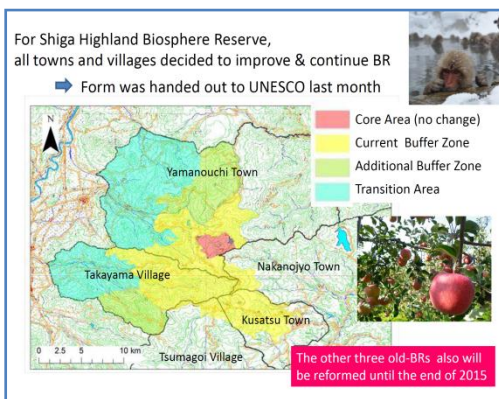 For Shiga Highland Biosphere Reserve,
all towns and villages decided to improve & continue BR
Form was handed out to UNESCO last month
N
Core Area (no change)
Current Buffer Zone
Additional Buffer Zone
Transition Area
Yamanouchi Town
Takayama Village
Nakanojyo Town
Kusatsu Town
Tsumagoi Village
0 2.5 5 10 km
The other three old-BRs also will
be reformed until the end of 2015